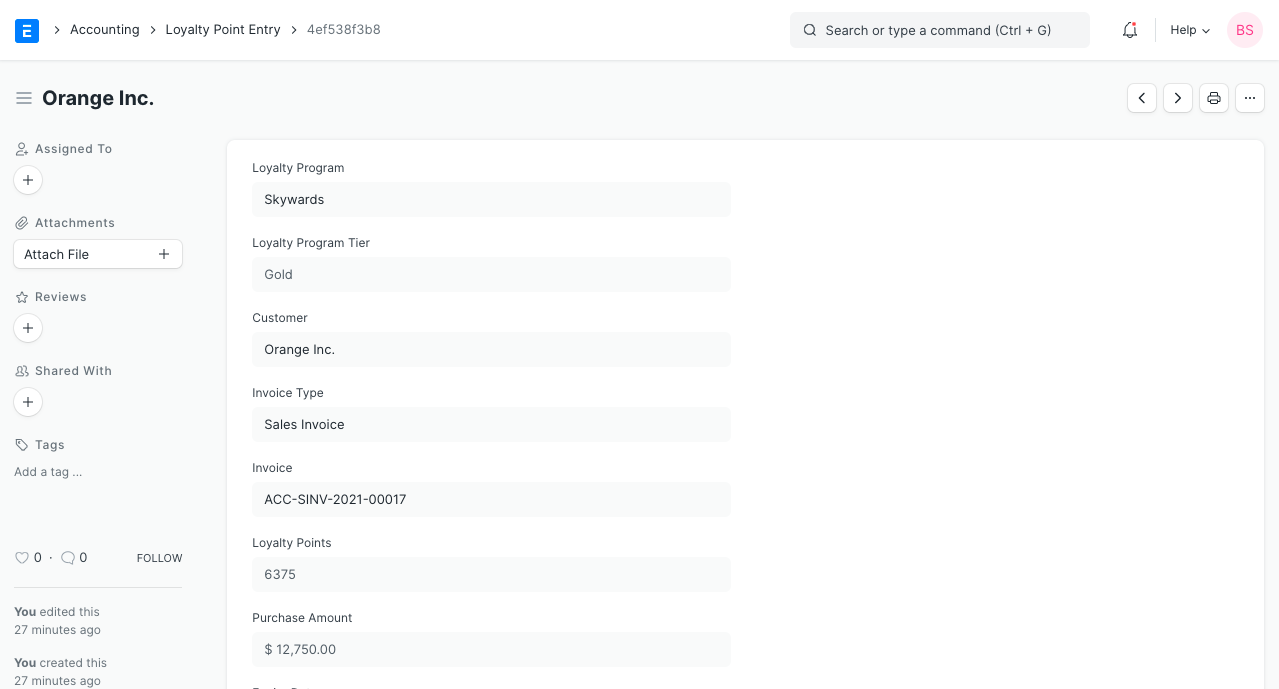 E Accounting Loyalty Point Entry 4ef538f3b8 Search or type a command (Ctrl + G) Help BS
Orange Inc.
Assigned To
Attachments
Attach File
Reviews
Shared With
Tags
Add a tag ...
0 · 0 FOLLOW
You edited this
27 minutes ago
You created this
27 minutes ago
Loyalty Program
Skywards
Loyalty Program Tier
Gold
Customer
Orange Inc.
Invoice Type
Sales Invoice
Invoice
ACC-SINV-2021-00017
Loyalty Points
6375
Purchase Amount
$ 12,750.00